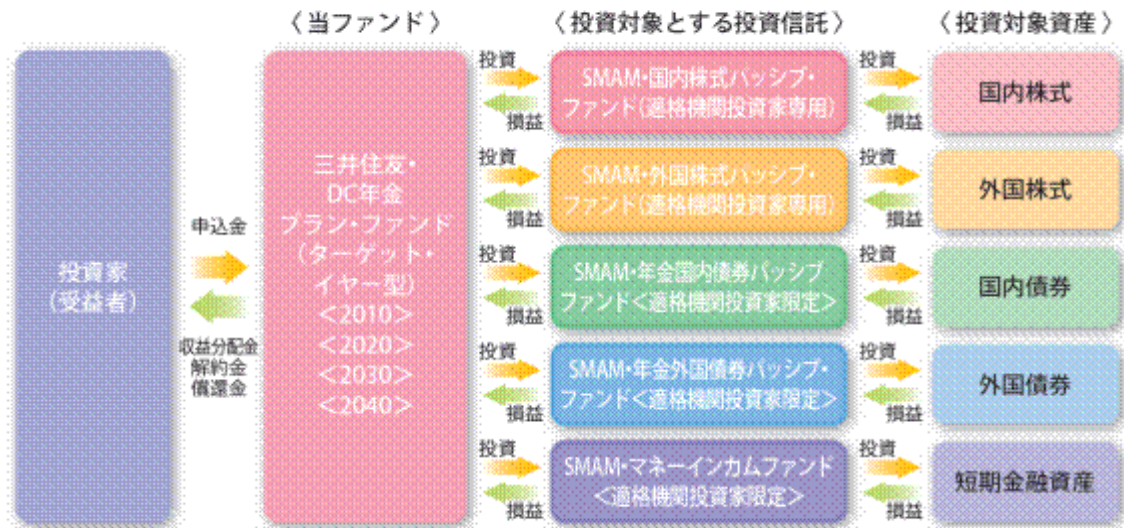 〈 当ファンド 〉
〈 投資対象とする投資信託 〉
〈 投資対象資産 〉
投資家
(受益者)
申込金
収益分配金
解約金
償還金
三井住友・
DC年金
プラン・ファンド
(ターゲット・
イヤー型)
<2010>
<2020>
<2030>
<2040>
投資
損益
SMAM・国内株式パッシブ・
ファンド(適格機関投資家専用)
投資
損益
国内株式
投資
損益
SMAM・外国株式パッシブ・
ファンド(適格機関投資家専用)
投資
損益
外国株式
投資
損益
SMAM・年金国内債券パッシブ
ファンド<適格機関投資家限定>
投資
損益
国内債券
投資
損益
SMAM・年金外国債券パッシブ・
ファンド<適格機関投資家限定>
投資
損益
外国債券
投資
損益
SMAM・マネーインカムファンド
<適格機関投資家限定>
投資
損益
短期金融資産